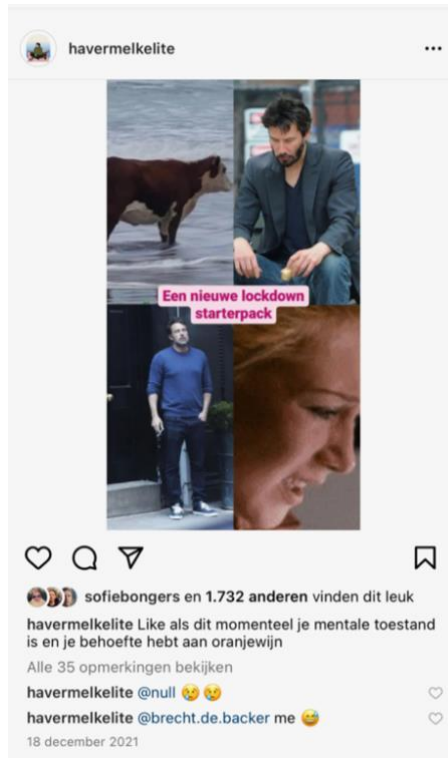 havermelkelite
Een nieuwe lockdown
starterpack
sofiebongers en 1.732 anderen vinden dit leuk
havermelkelite Like als dit momenteel je mentale toestand
is en je behoefte hebt aan oranjewijn
Alle 35 opmerkingen bekijken
havermelkelite @null 😢 😢
havermelkelite @brecht.de.backer me 😅
18 december 2021